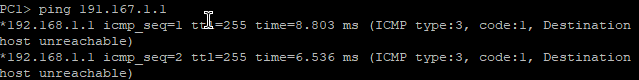 PC1> ping 191.167.1.1
*192.168.1.1 icmp_seq=1 ttl=255 time=8.803 ms (ICMP type:3, code:1, Destination
host unreachable)
*192.168.1.1 icmp_seq=2 ttl=255 time=6.536 ms (ICMP type:3, code:1, Destination
host unreachable)